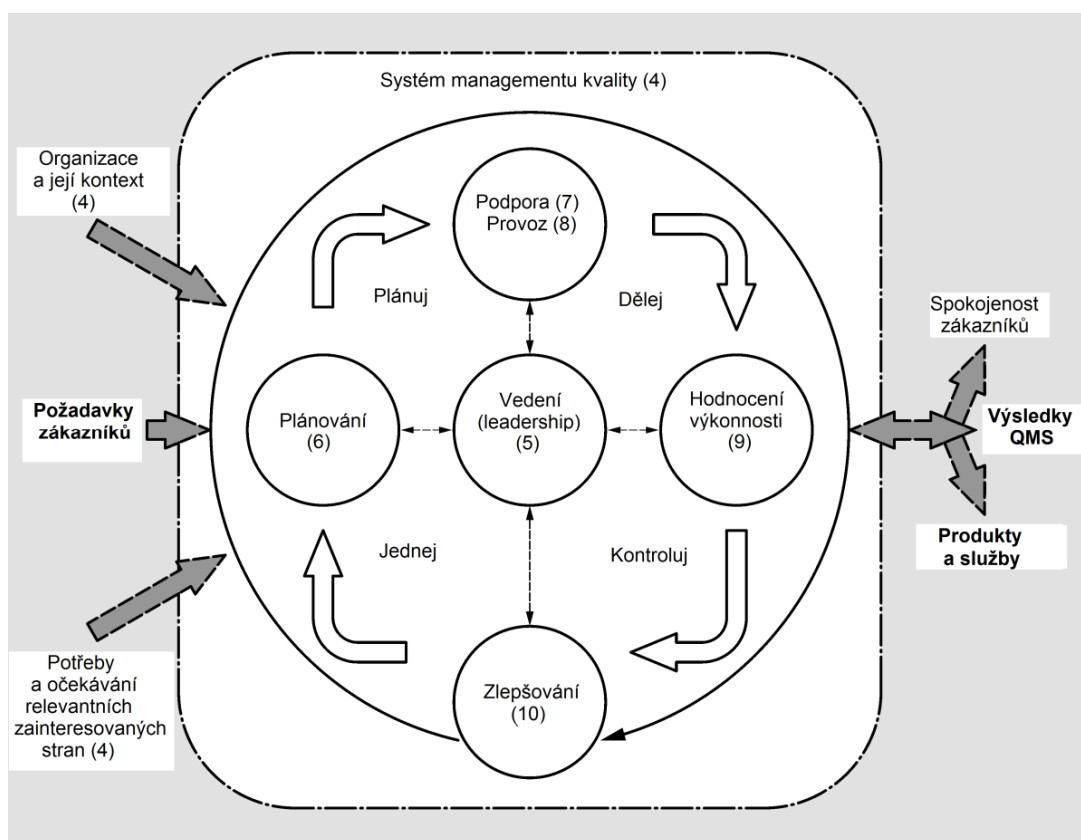 Systém managementu kvality (4)
Organizace
a její kontext
(4)
Podpora (7)
Provoz (8)
Plánuj
Dělej
Spokojenost
zákazníků
Požadavky
zákazníků
Plánování
(6)
Vedení
(leadership)
(5)
Hodnocení
výkonnosti
(9)
Výsledky
QMS
Jednej
Kontroluj
Produkty
a služby
Potřeby
a očekávání
relevantních
zainteresovaných
stran (4)
Zlepšování
(10)